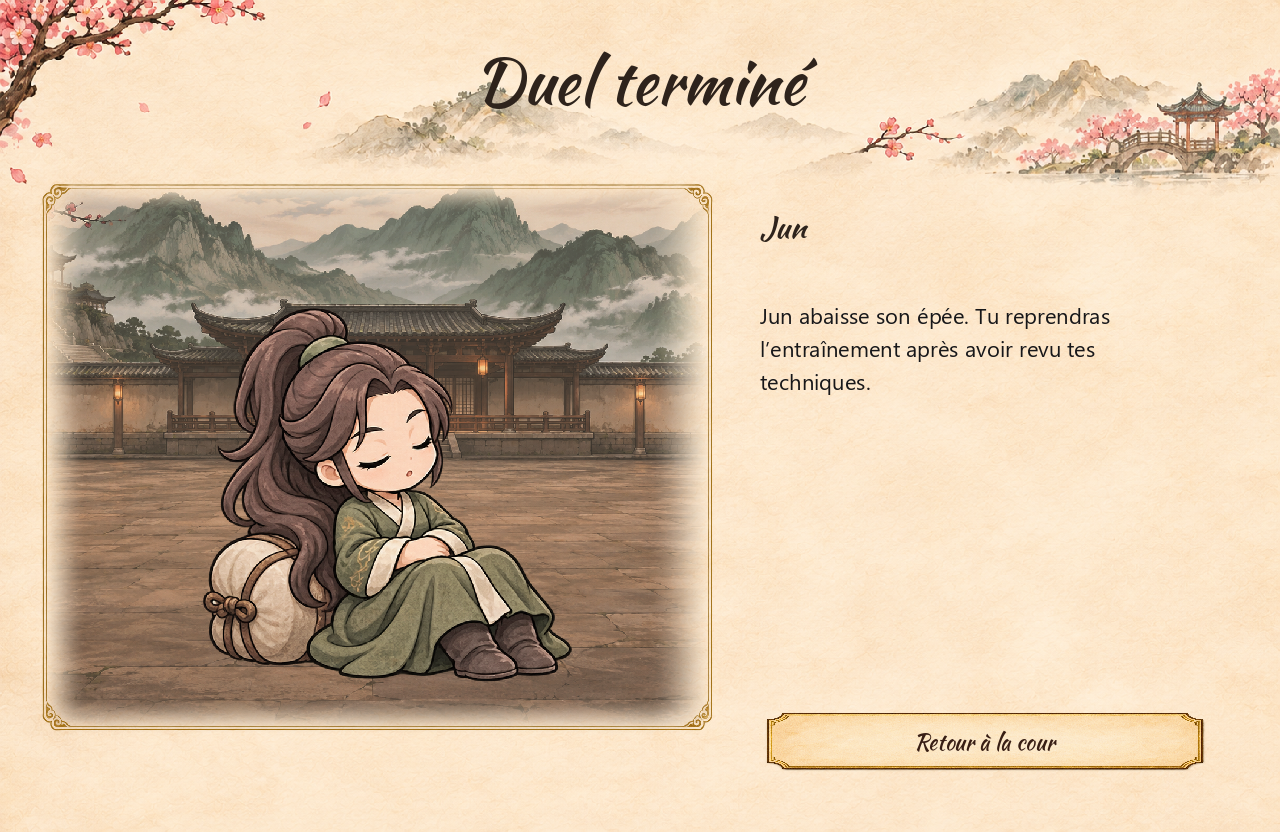 Duel terminé
Jun
Jun abaisse son épée. Tu reprendras
l’entraînement après avoir revu tes
techniques.
Retour à la cour